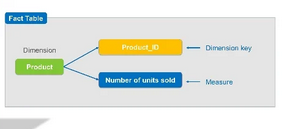 Fact Table
Dimension
Product
Product_ID
Dimension key
Number of units sold
Measure